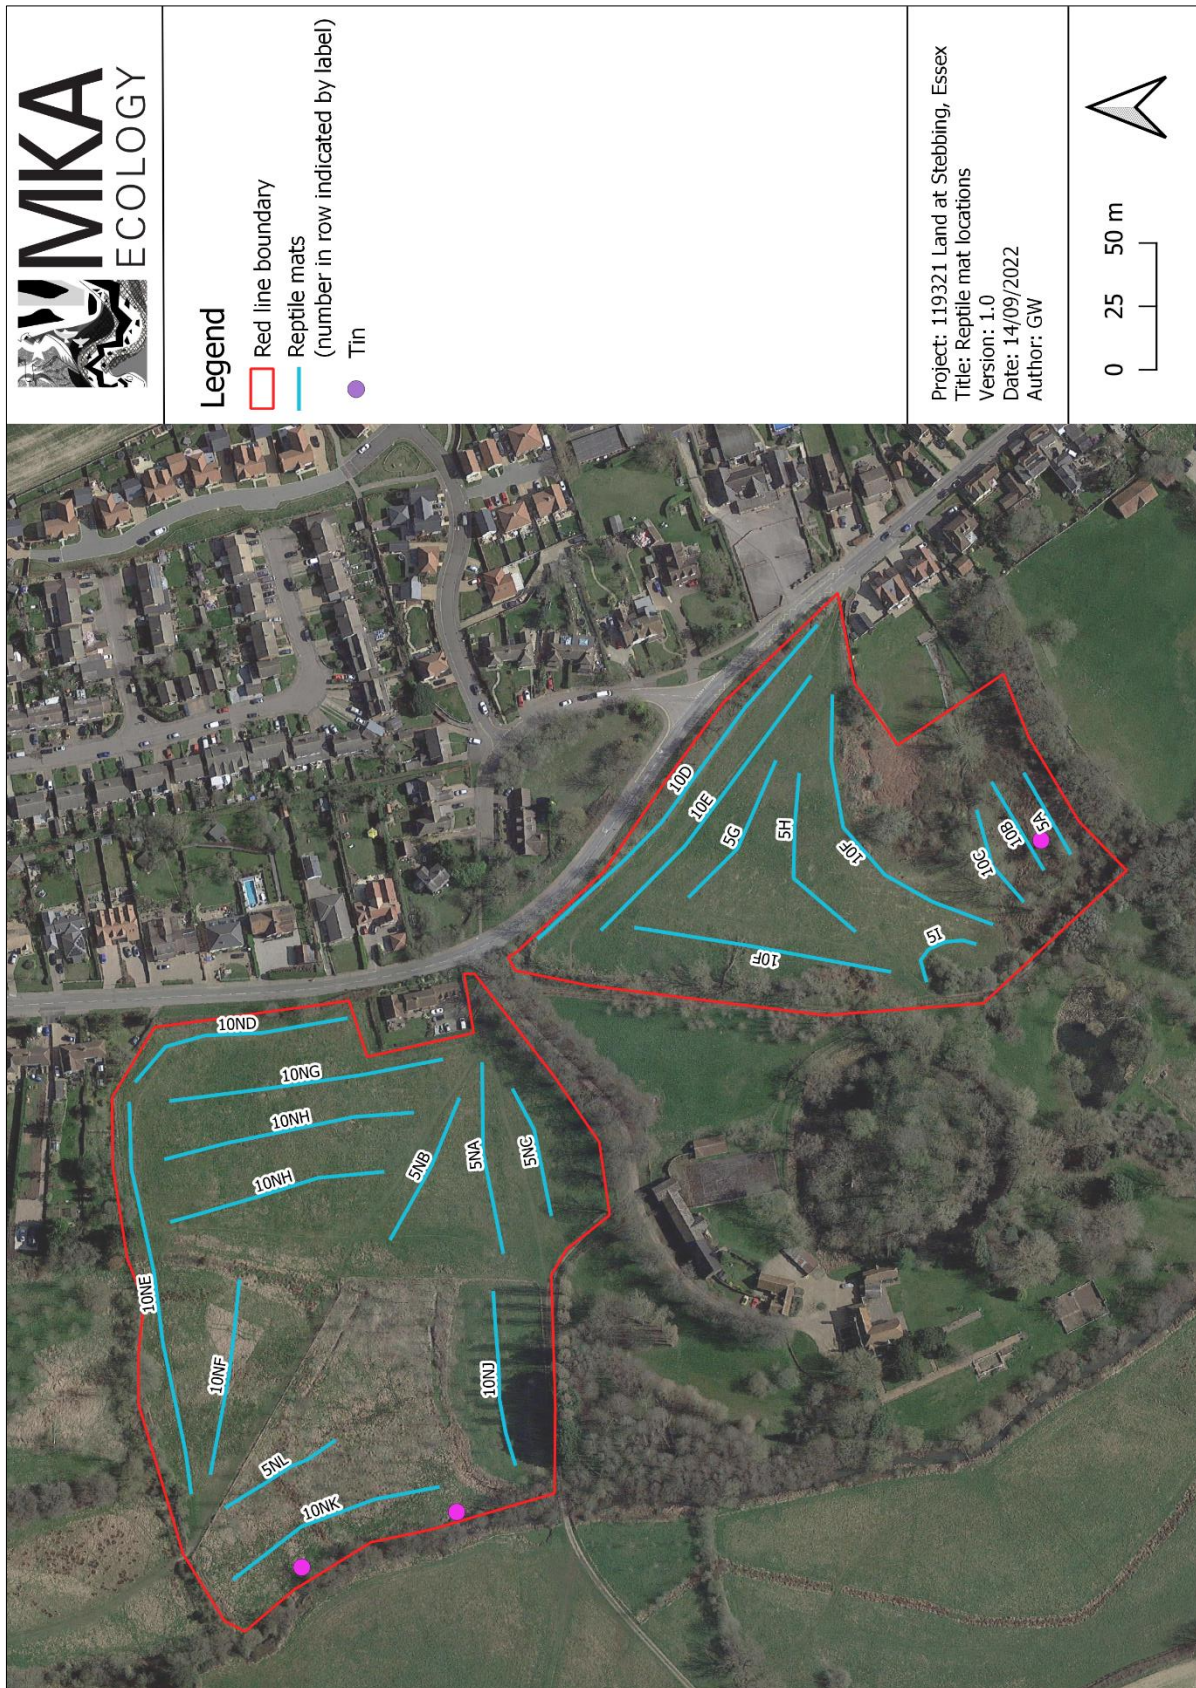 MKA
ECOLOGY
Legend
Red line boundary
Reptile mats
(number in row indicated by label)
Tin
Project: 119321 Land at Stebbing, Essex
Title: Reptile mat locations
Version: 1.0
Date: 14/09/2022
Author: GW
0 25 50 m
10ND
10NG
10NH
10NH
10NE
10NF
5NB
5NA
5NC
10NJ
5NL
10NK
10D
10E
5G
5H
10F
10F
5I
10C
10B
5A